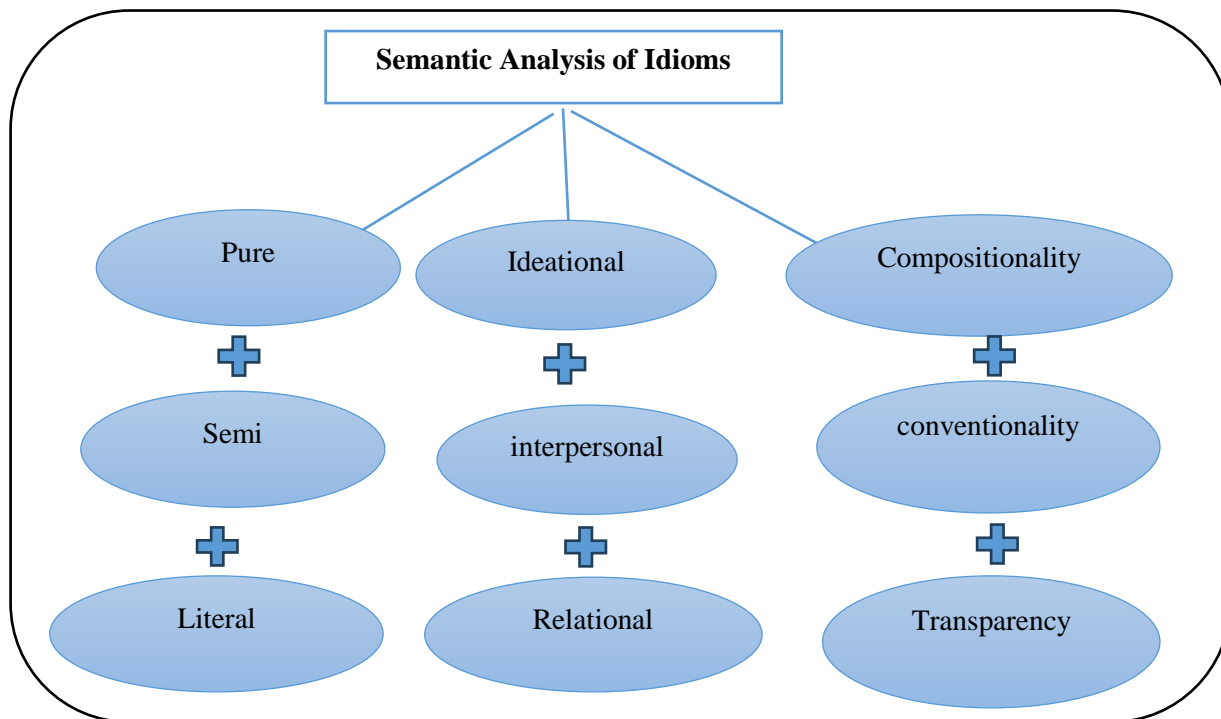 Semantic Analysis of Idioms
Pure
Ideational
Compositionality
Semi
interpersonal
conventionality
Literal
Relational
Transparency